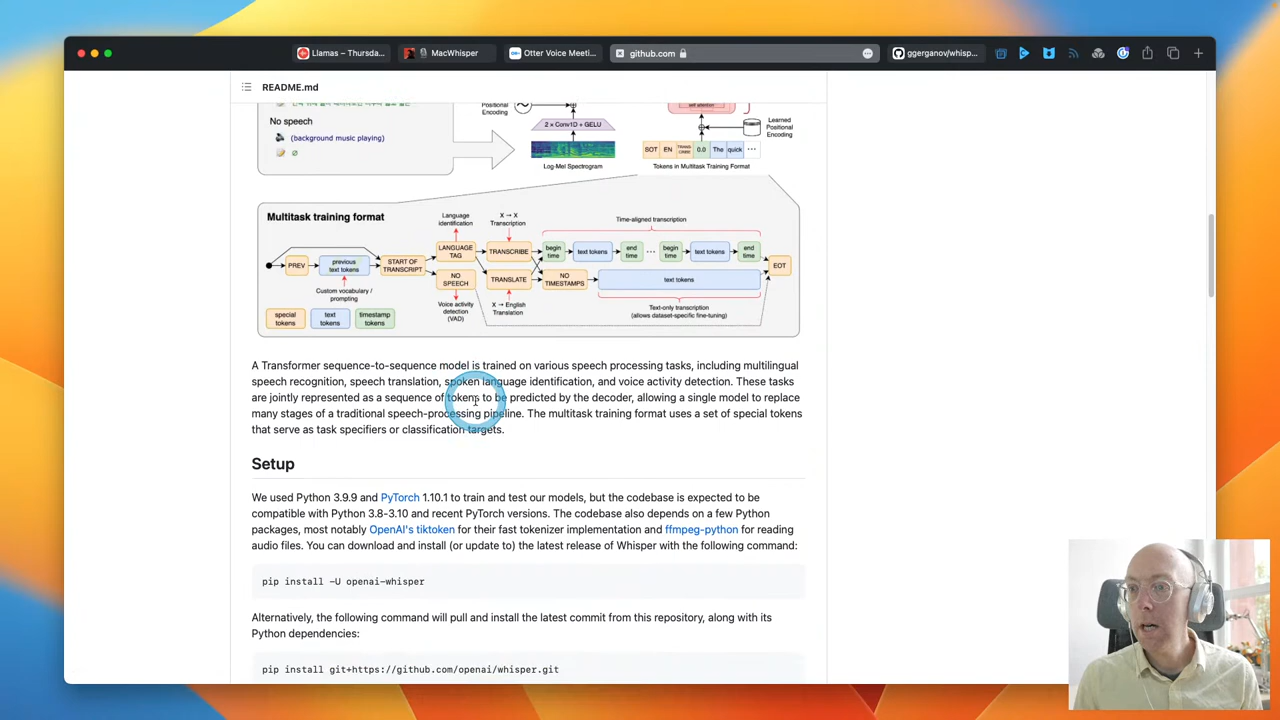 Llamas – Thursda...
MacWhisper
Otter Voice Meeti...
github.com
ggerganov/whisp...
README.md
Positional
Encoding
self attention
2 × Conv1D + GELU
Learned
Positional
Encoding
No speech
(background music playing)
∅
Log-Mel Spectrogram
SOT EN TRANS-CRIBE 0.0 The quick ...
Tokens in Multitask Training Format
Multitask training format
Language
identification
X → X
Transcription
Time-aligned transcription
PREV
previous
text tokens
START OF
TRANSCRIPT
LANGUAGE
TAG
NO
SPEECH
TRANSCRIBE
TRANSLATE
begin
time
text tokens
end
time
...
begin
time
text tokens
end
time
NO
TIMESTAMPS
text tokens
EOT
Custom vocabulary /
prompting
Voice activity
detection
(VAD)
X → English
Translation
Text-only transcription
(allows dataset-specific fine-tuning)
special
tokens
text
tokens
timestamp
tokens
A Transformer sequence-to-sequence model is trained on various speech processing tasks, including multilingual
speech recognition, speech translation, spoken language identification, and voice activity detection. These tasks
are jointly represented as a sequence of tokens to be predicted by the decoder, allowing a single model to replace
many stages of a traditional speech-processing pipeline. The multitask training format uses a set of special tokens
that serve as task specifiers or classification targets.
Setup
We used Python 3.9.9 and PyTorch 1.10.1 to train and test our models, but the codebase is expected to be
compatible with Python 3.8-3.10 and recent PyTorch versions. The codebase also depends on a few Python
packages, most notably OpenAI's tiktoken for their fast tokenizer implementation and ffmpeg-python for reading
audio files. You can download and install (or update to) the latest release of Whisper with the following command:
pip install -U openai-whisper
Alternatively, the following command will pull and install the latest commit from this repository, along with its
Python dependencies:
pip install git+https://github.com/openai/whisper.git